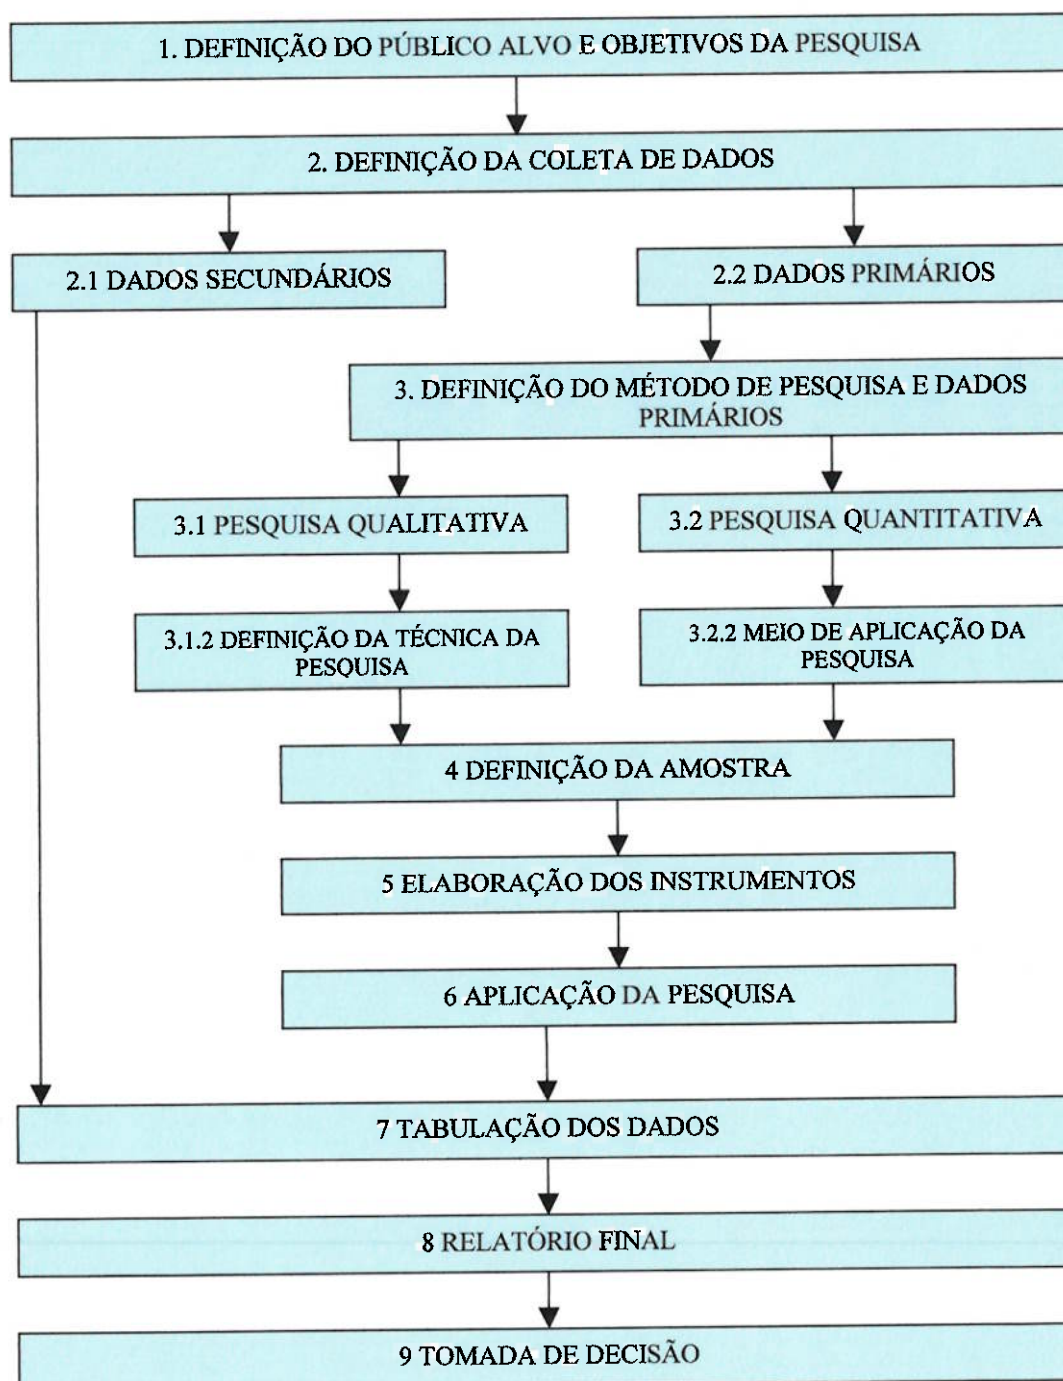 1. DEFINIÇÃO DO PÚBLICO ALVO E OBJETIVOS DA PESQUISA
2. DEFINIÇÃO DA COLETA DE DADOS
2.1 DADOS SECUNDÁRIOS
2.2 DADOS PRIMÁRIOS
3. DEFINIÇÃO DO MÉTODO DE PESQUISA E DADOS
PRIMÁRIOS
3.1 PESQUISA QUALITATIVA
3.2 PESQUISA QUANTITATIVA
3.1.2 DEFINIÇÃO DA TÉCNICA DA
PESQUISA
3.2.2 MEIO DE APLICAÇÃO DA
PESQUISA
4 DEFINIÇÃO DA AMOSTRA
5 ELABORAÇÃO DOS INSTRUMENTOS
6 APLICAÇÃO DA PESQUISA
7 TABULAÇÃO DOS DADOS
8 RELATÓRIO FINAL
9 TOMADA DE DECISÃO